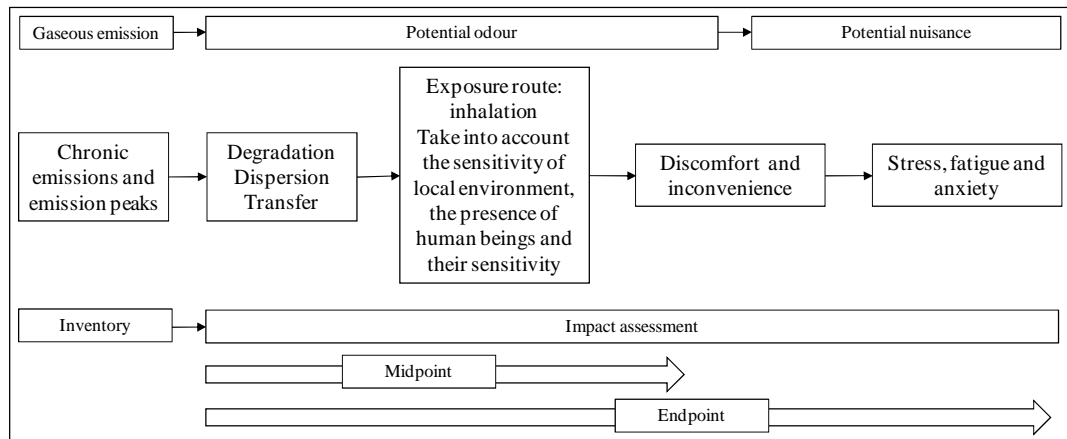 Gaseous emission
Potential odour
Potential nuisance
Chronic
emissions and
emission peaks
Degradation
Dispersion
Transfer
Exposure route:
inhalation
Take into account
the sensitivity of
local environment,
the presence of
human beings and
their sensitivity
Discomfort and
inconvenience
Stress, fatigue and
anxiety
Inventory
Impact assessment
Midpoint
Endpoint